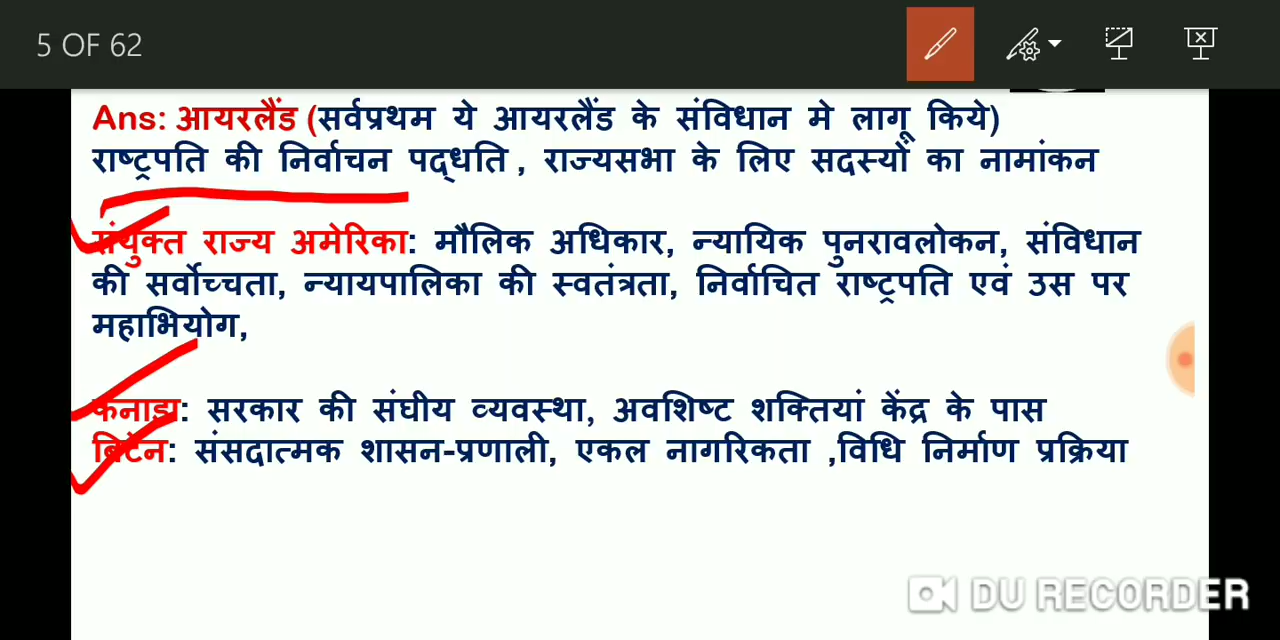 5 OF 62
Ans: आयरलैंड (सर्वप्रथम ये आयरलैंड के संविधान मे लागू किये)
राष्ट्रपति की निर्वाचन पद्धति , राज्यसभा के लिए सदस्यों का नामांकन
संयुक्त राज्य अमेरिका: मौलिक अधिकार, न्यायिक पुनरावलोकन, संविधान
की सर्वोच्चता, न्यायपालिका की स्वतंत्रता, निर्वाचित राष्ट्रपति एवं उस पर
महाभियोग,
कनाडा: सरकार की संघीय व्यवस्था, अवशिष्ट शक्तियां केंद्र के पास
ब्रिटेन: संसदात्मक शासन-प्रणाली, एकल नागरिकता ,विधि निर्माण प्रक्रिया
DU RECORDER